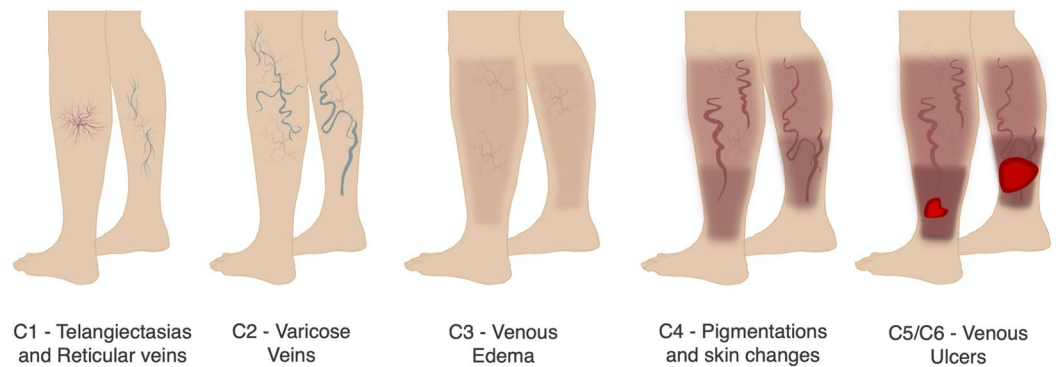 C1 - Telangiectasias
and Reticular veins
C2 - Varicose
Veins
C3 - Venous
Edema
C4 - Pigmentations
and skin changes
C5/C6 - Venous
Ulcers